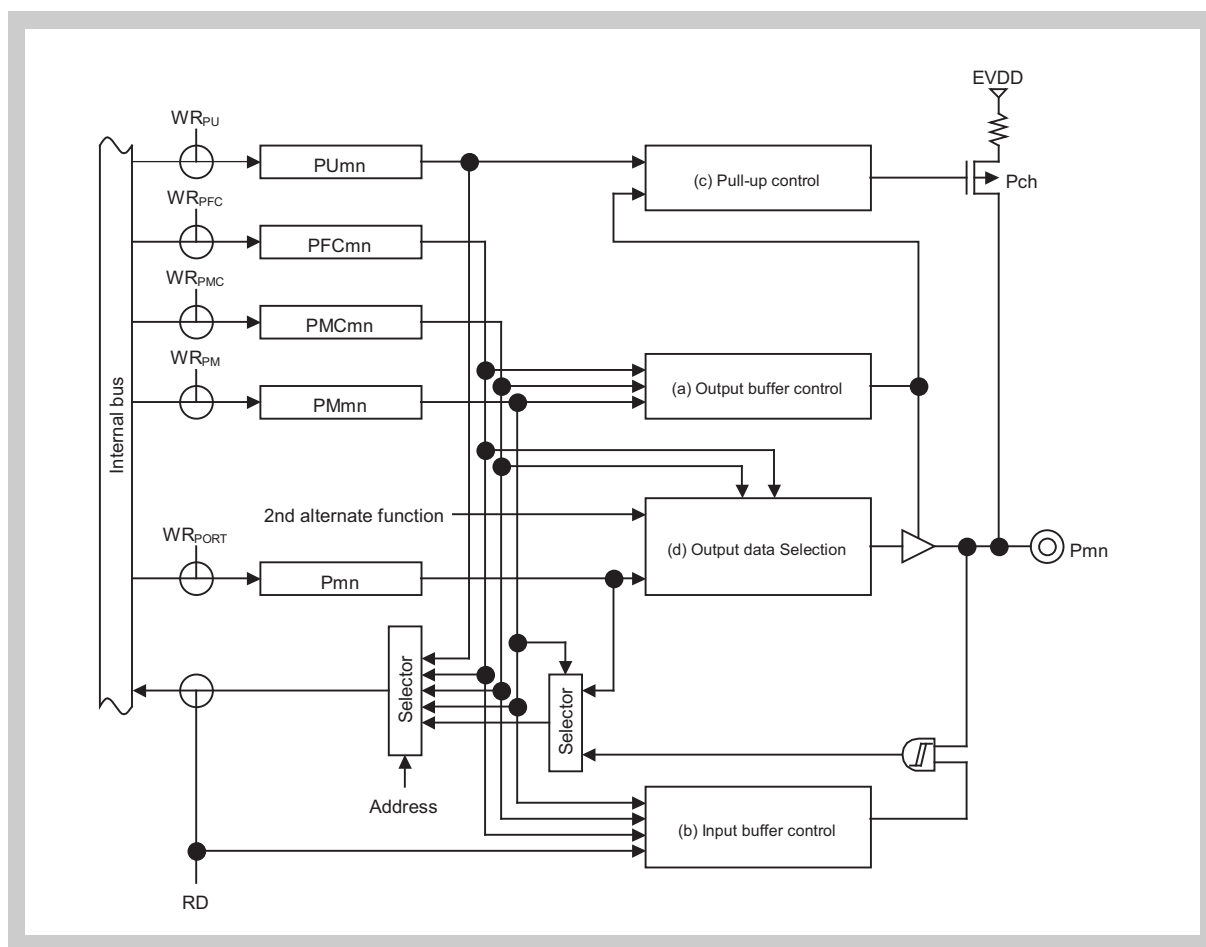 EVDD
WRPU
PUmn
(c) Pull-up control
Pch
WRPFC
PFCmn
WRPMC
PMCmn
WRPM
PMmn
(a) Output buffer control
Internal bus
2nd alternate function
(d) Output data Selection
WRPORT
Pmn
Pmn
Selector
Selector
Address
(b) Input buffer control
RD